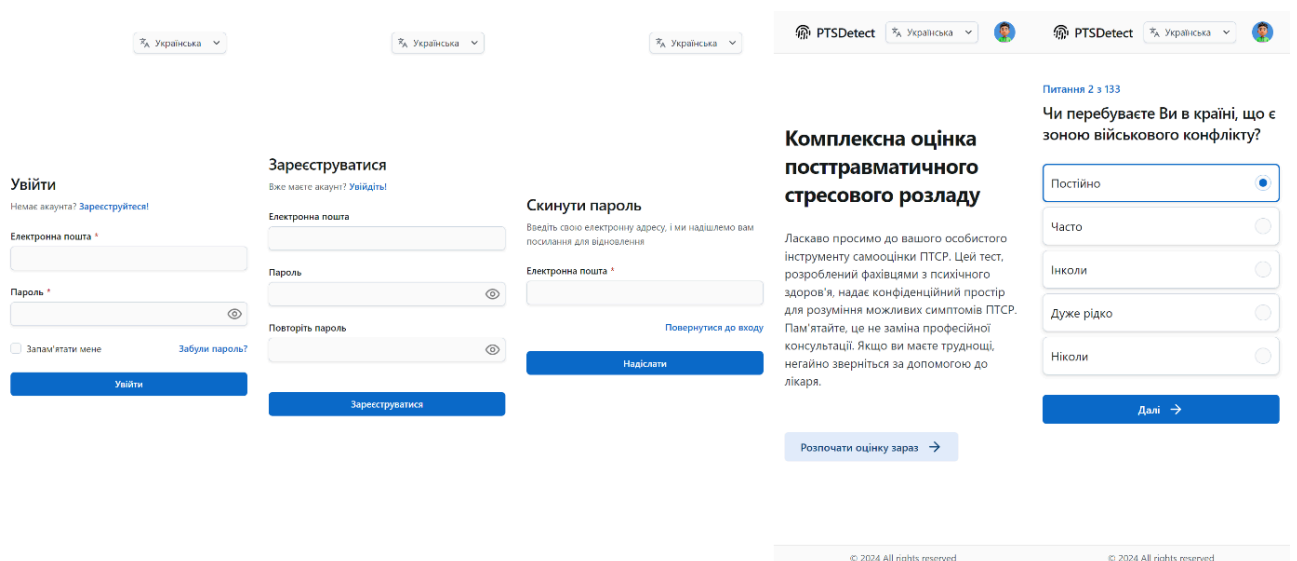 Українська
Увійти
Немає акаунта? Зареєструйтеся!
Електронна пошта *
Пароль *
Запам'ятати мене
Забули пароль?
Увійти
Українська
Зареєструватися
Вже маєте акаунт? Увійдіть!
Електронна пошта
Пароль
Повторіть пароль
Зареєструватися
Українська
Скинути пароль
Введіть свою електронну адресу, і ми надішлемо вам
посилання для відновлення
Електронна пошта *
Повернутися до входу
Надіслати
PTSDetect
Українська
Комплексна оцінка
посттравматичного
стресового розладу
Ласкаво просимо до вашого особистого
інструменту самооцінки ПТСР. Цей тест,
розроблений фахівцями з психічного
здоров'я, надає конфіденційний простір
для розуміння можливих симптомів ПТСР.
Пам'ятайте, це не заміна професійної
консультації. Якщо ви маєте труднощі,
негайно зверніться за допомогою до
лікаря.
Розпочати оцінку зараз
© 2024 All rights reserved
PTSDetect
Українська
Питання 2 з 133
Чи перебуваєте Ви в країні, що є
зоною військового конфлікту?
Постійно
Часто
Інколи
Дуже рідко
Ніколи
Далі
© 2024 All rights reserved